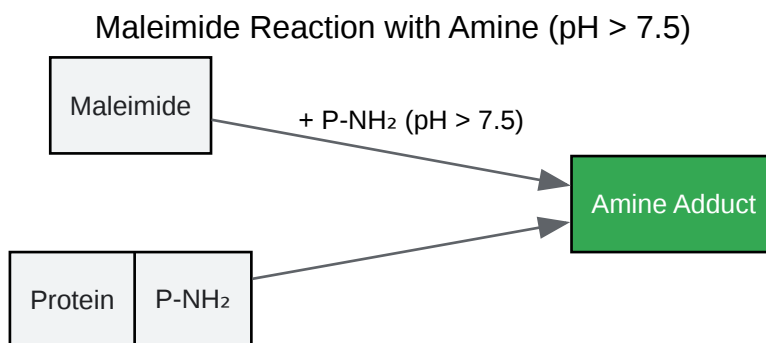 Maleimide Reaction with Amine (pH > 7.5)
Maleimide
+ P-NH₂ (pH > 7.5)
Amine Adduct
Protein
P-NH₂